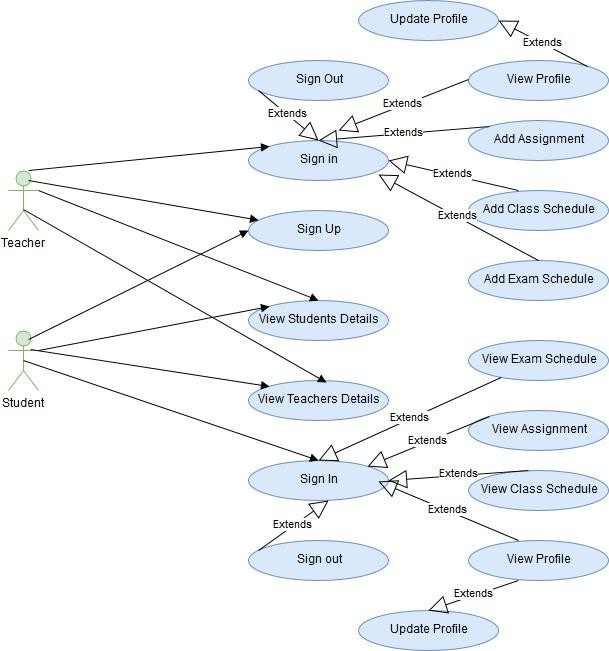 Update Profile
Extends
Sign Out
View Profile
Extends
Extends
Extends
Add Assignment
Sign in
Extends
Teacher
Add Class Schedule
Extends
Sign Up
Add Exam Schedule
View Students Details
View Exam Schedule
Student
View Teachers Details
Extends
View Assignment
Extends
Sign In
Extends
View Class Schedule
Extends
Extends
Sign out
View Profile
Extends
Update Profile